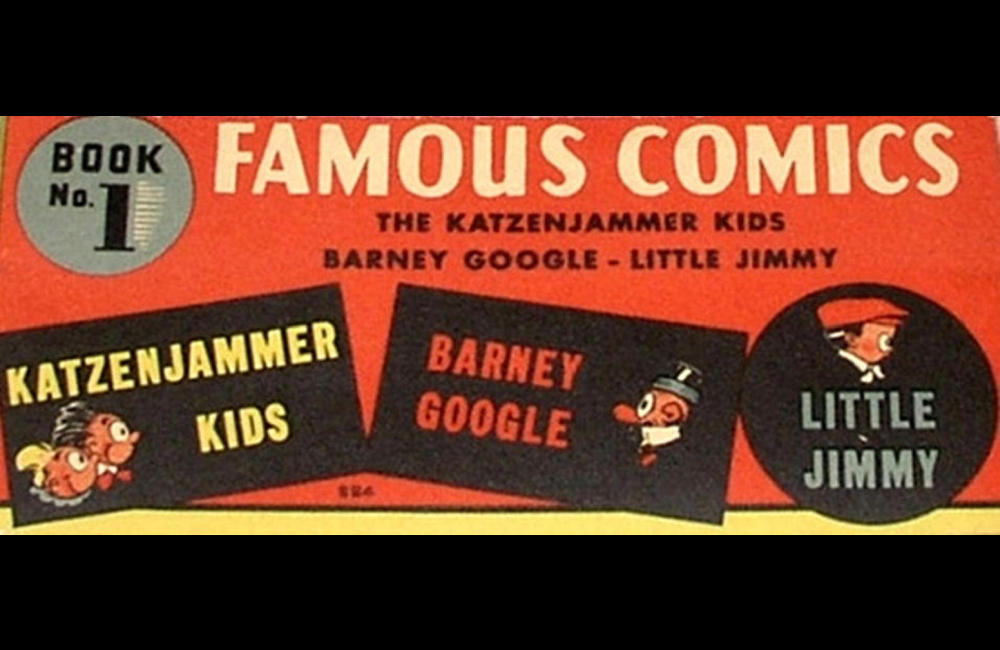 BOOK
No. 1
FAMOUS COMICS
THE KATZENJAMMER KIDS
BARNEY GOOGLE - LITTLE JIMMY
KATZENJAMMER
KIDS
BARNEY
GOOGLE
LITTLE
JIMMY